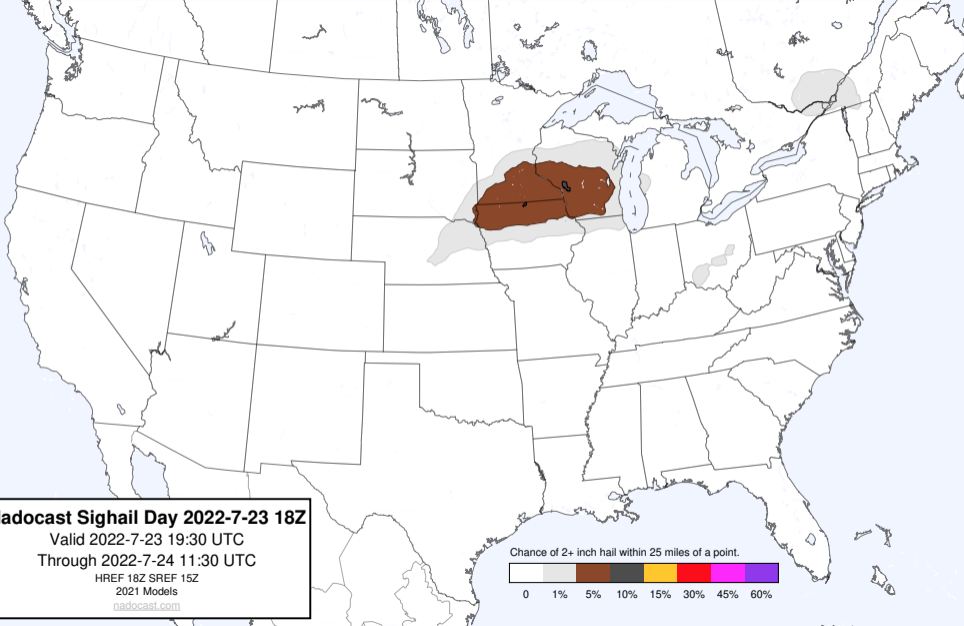 adocast Sighail Day 2022-7-23 18Z
Valid 2022-7-23 19:30 UTC
Through 2022-7-24 11:30 UTC
HREF 18Z SREF 15Z
2021 Models
nadocast.com
Chance of 2+ inch hail within 25 miles of a point.
0 1% 5% 10% 15% 30% 45% 60%